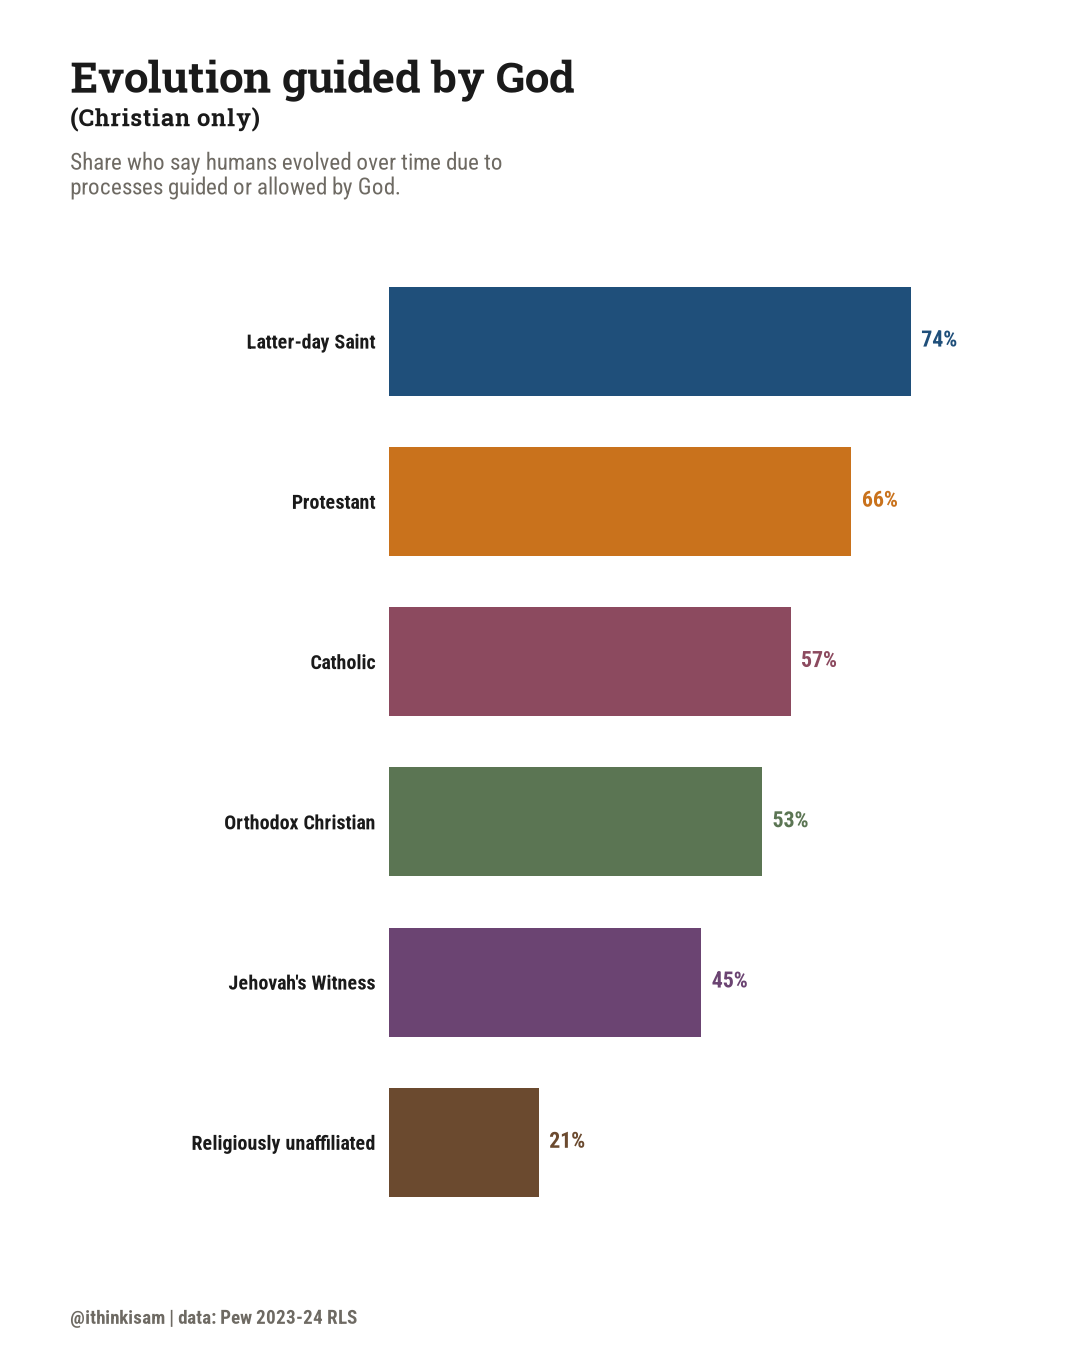 Evolution guided by God
(Christian only)
Share who say humans evolved over time due to
processes guided or allowed by God.
Latter-day Saint
74%
Protestant
66%
Catholic
57%
Orthodox Christian
53%
Jehovah's Witness
45%
Religiously unaffiliated
21%
@ithinkisam | data: Pew 2023-24 RLS